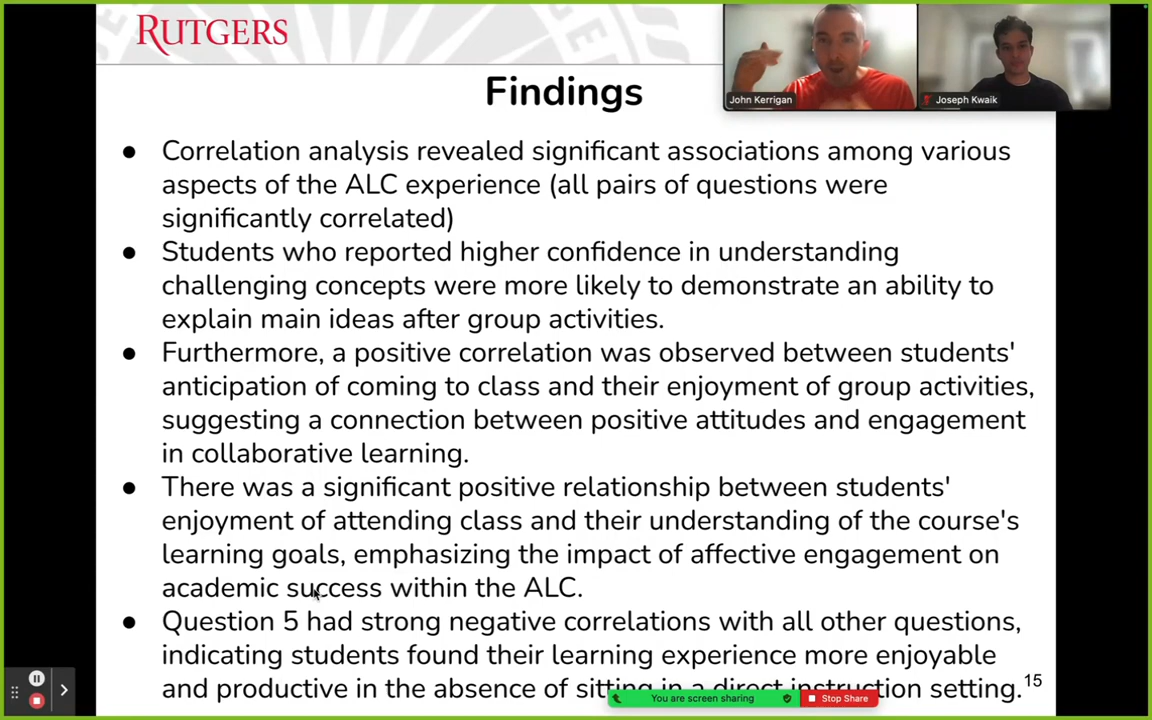 RUTGERS
Findings
John Kerrigan
Joseph Kwaik
● Correlation analysis revealed significant associations among various
aspects of the ALC experience (all pairs of questions were
significantly correlated)
● Students who reported higher confidence in understanding
challenging concepts were more likely to demonstrate an ability to
explain main ideas after group activities.
● Furthermore, a positive correlation was observed between students'
anticipation of coming to class and their enjoyment of group activities,
suggesting a connection between positive attitudes and engagement
in collaborative learning.
● There was a significant positive relationship between students'
enjoyment of attending class and their understanding of the course's
learning goals, emphasizing the impact of affective engagement on
academic success within the ALC.
● Question 5 had strong negative correlations with all other questions,
indicating students found their learning experience more enjoyable
and productive in the absence of sitting in a direct instruction setting.
15
You are screen sharing
Stop Share